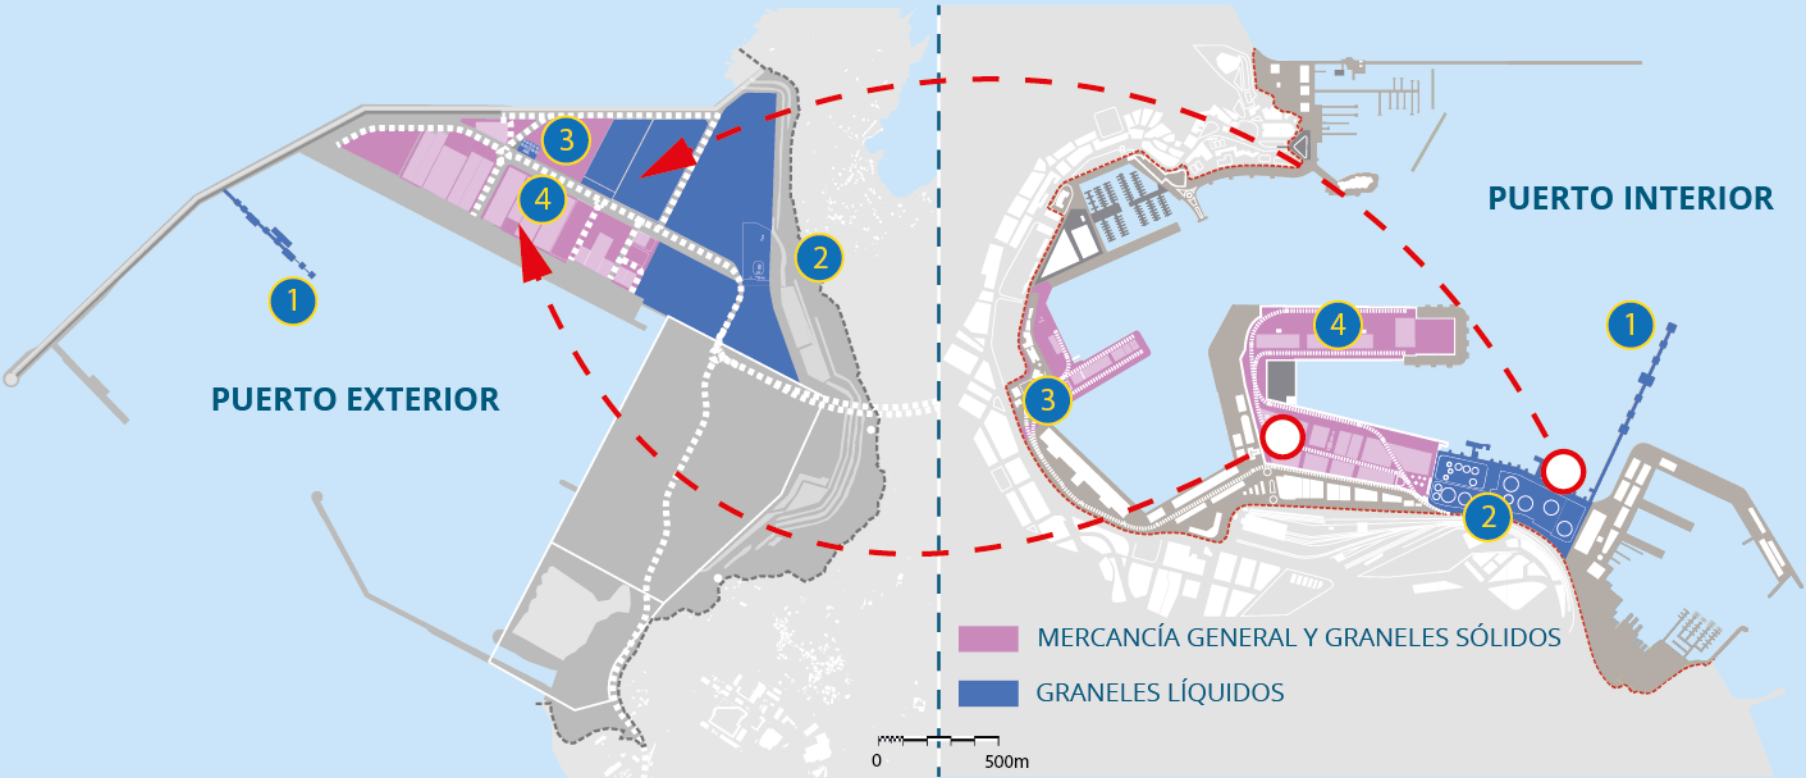 3
4
2
1
PUERTO EXTERIOR
PUERTO INTERIOR
4
1
3
2
MERCANCÍA GENERAL Y GRANELES SÓLIDOS
GRANELES LÍQUIDOS
0 500m